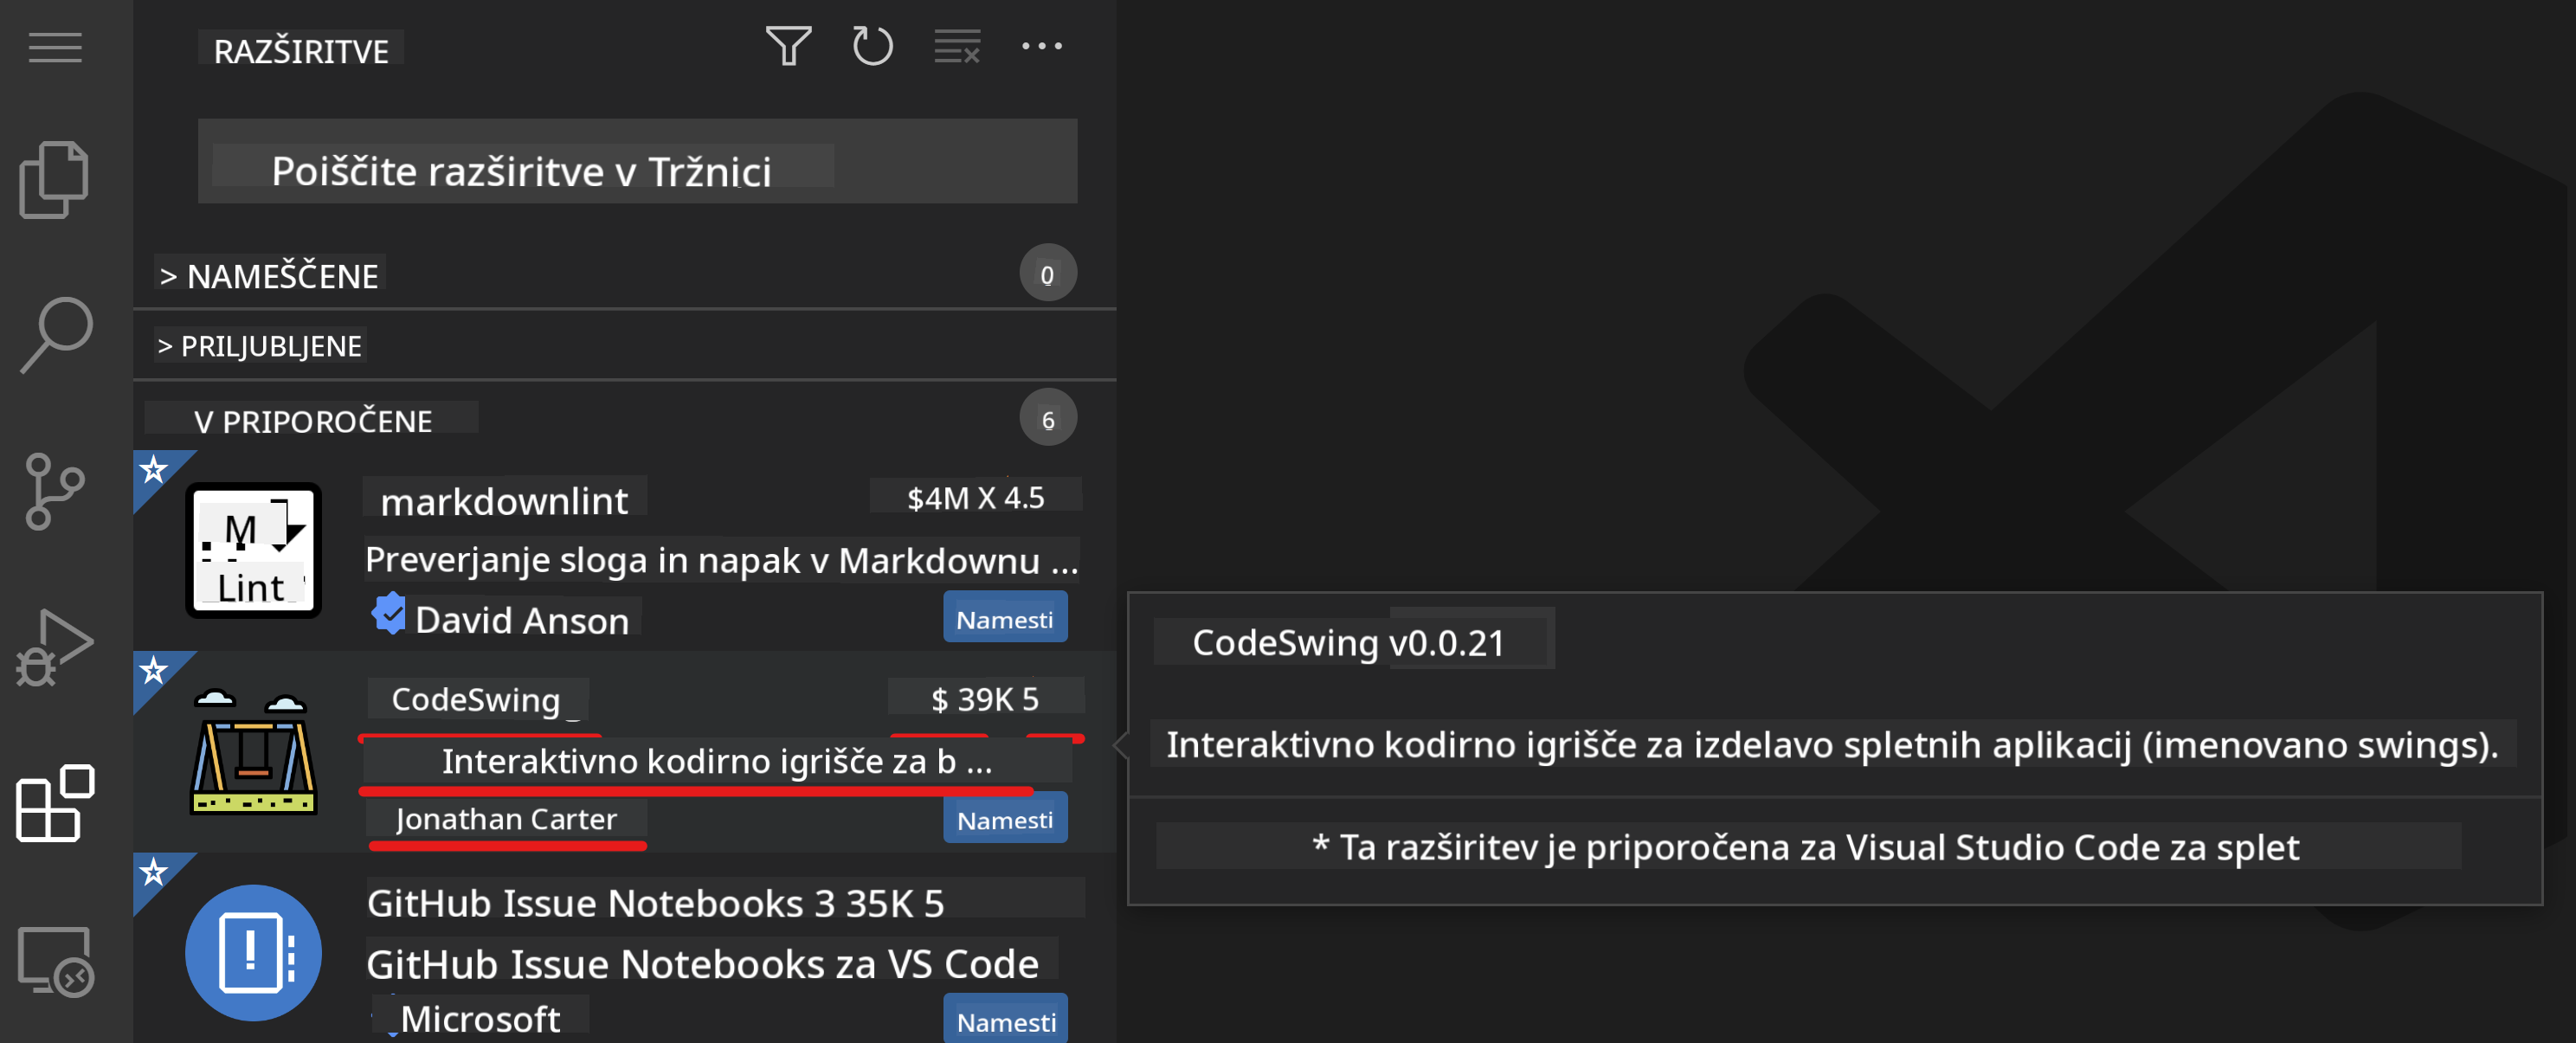 RAZŠIRITVE
Poiščite razširitve v Tržnici
> NAMEŠČENE 0
> PRILJUBLJENE
V PRIPOROČENE 6
markdownlint $4M X 4.5
M
Lint
Preverjanje sloga in napak v Markdownu ...
David Anson Namesti
CodeSwing $ 39K 5
Interaktivno kodirno igrišče za b ...
Jonathan Carter Namesti
GitHub Issue Notebooks 3 35K 5
GitHub Issue Notebooks za VS Code
Microsoft Namesti
CodeSwing v0.0.21
Interaktivno kodirno igrišče za izdelavo spletnih aplikacij (imenovano swings).
* Ta razširitev je priporočena za Visual Studio Code za splet